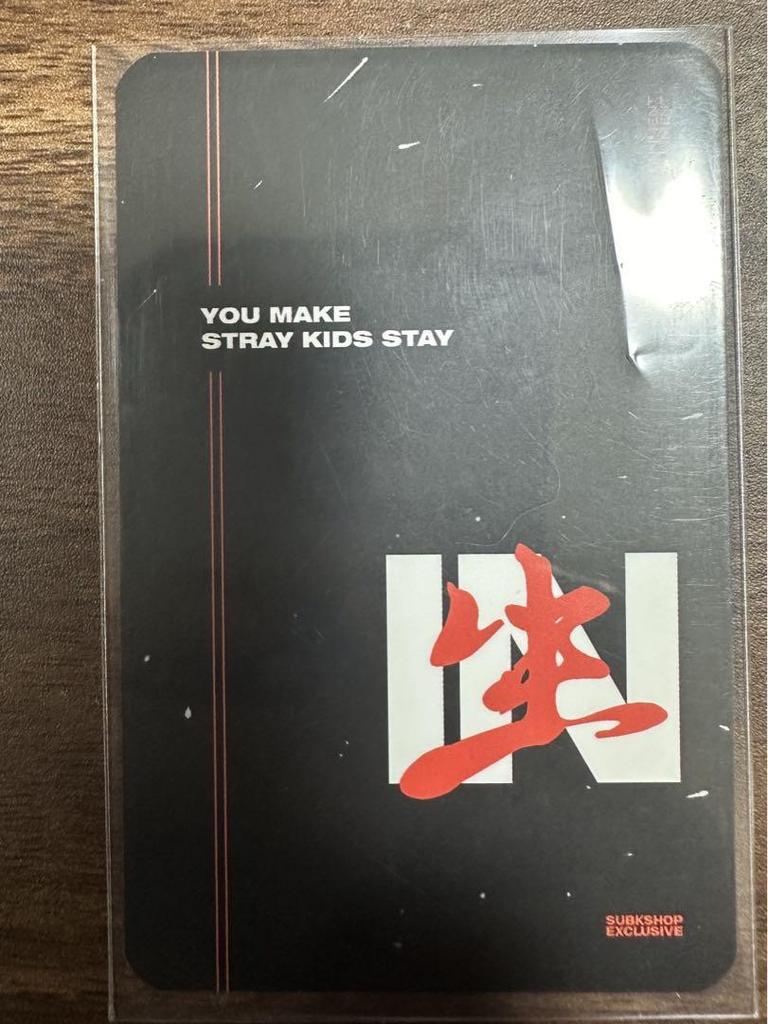 YOU MAKE
STRAY KIDS STAY
IN
生
SUBKSHOP
EXCLUSIVE